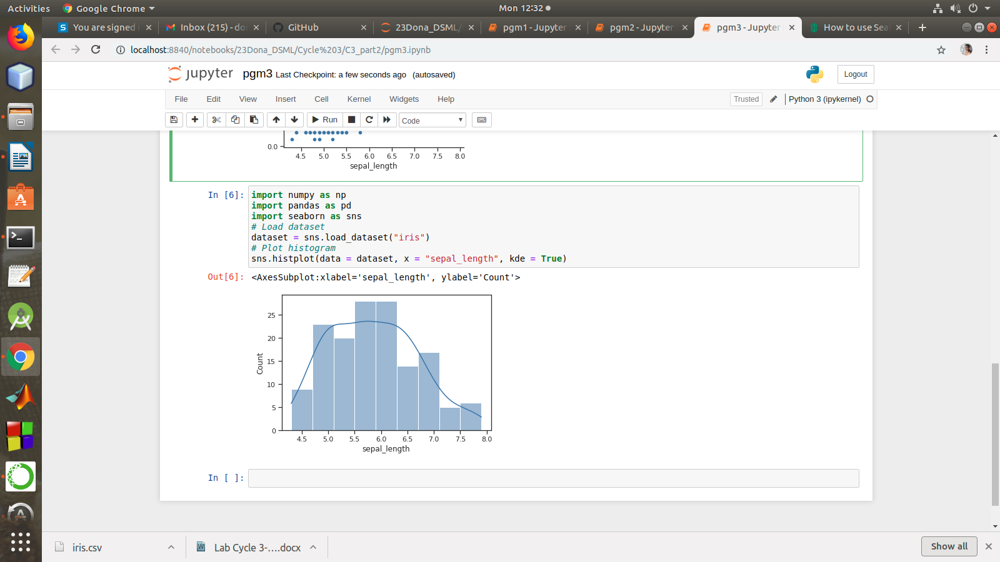 Activities
Google Chrome
Mon 12:32
You are signed i
Inbox (215) - do
GitHub
23Dona_DSML/
pgm1 - Jupyter
pgm2 - Jupyter
pgm3 - Jupyter
How to use Sea
localhost:8840/notebooks/23Dona_DSML/Cycle%203/C3_part2/pgm3.ipynb
jupyter pgm3 Last Checkpoint: a few seconds ago (autosaved)
Logout
File Edit View Insert Cell Kernel Widgets Help
Trusted
Python 3 (ipykernel)
Run
Code
0.0
4.5 5.0 5.5 6.0 6.5 7.0 7.5 8.0
sepal_length
In [6]:
import numpy as np
import pandas as pd
import seaborn as sns
# Load dataset
dataset = sns.load_dataset("iris")
# Plot histogram
sns.histplot(data = dataset, x = "sepal_length", kde = True)
Out[6]: <AxesSubplot:xlabel='sepal_length', ylabel='Count'>
25
20
15
10
5
0
Count
4.5 5.0 5.5 6.0 6.5 7.0 7.5 8.0
sepal_length
In [ ]:
iris.csv
Lab Cycle 3-....docx
Show all